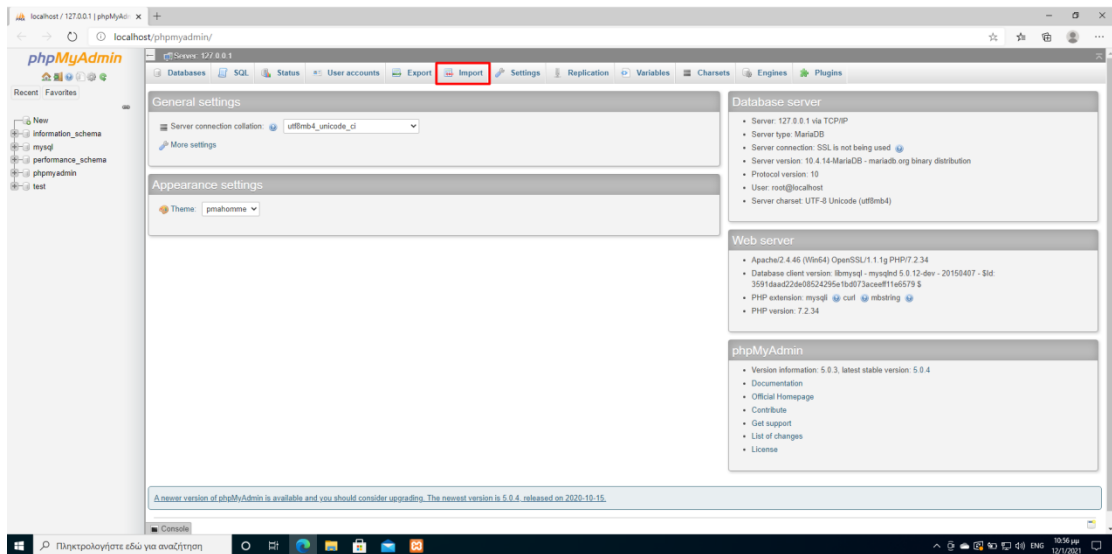 localhost / 127.0.0.1 | phpMyAd
localhost/phpmyadmin/
phpMyAdmin
Recent Favorites
New
information_schema
mysql
performance_schema
phpmyadmin
test
Server: 127.0.0.1
Databases SQL Status User accounts Export Import Settings Replication Variables Charsets Engines Plugins
General settings
Server connection collation: utf8mb4_unicode_ci
More settings
Appearance settings
Theme: pmahomme
Database server
Server: 127.0.0.1 via TCP/IP
Server type: MariaDB
Server connection: SSL is not being used
Server version: 10.4.14-MariaDB - mariadb.org binary distribution
Protocol version: 10
User: root@localhost
Server charset: UTF-8 Unicode (utf8mb4)
Web server
Apache/2.4.46 (Win64) OpenSSL/1.1.1g PHP/7.2.34
Database client version: libmysql - mysqlnd 5.0.12-dev - 20150407 - $Id:
3591daad22de08524295e1bd073aceeff11e6579 $
PHP extension: mysqli curl mbstring
PHP version: 7.2.34
phpMyAdmin
Version information: 5.0.3, latest stable version: 5.0.4
Documentation
Official Homepage
Contribute
Get support
List of changes
License
A newer version of phpMyAdmin is available and you should consider upgrading. The newest version is 5.0.4, released on 2020-10-15.
Console
Πληκτρολογήστε εδώ για αναζήτηση
ENG
10:56 μμ
12/1/2021